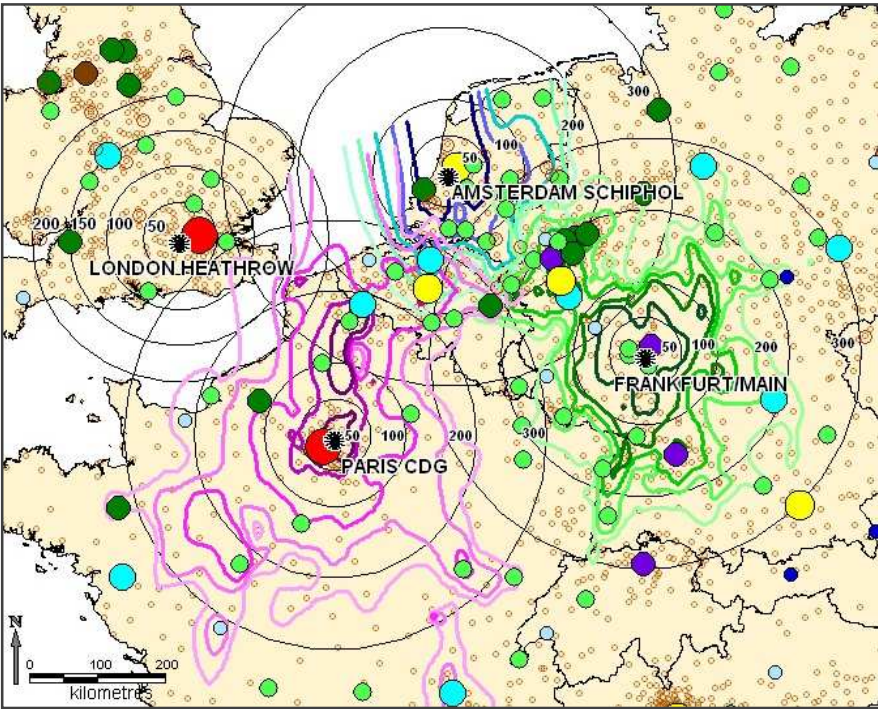 300
200
50
100
AMSTERDAM SCHIPHOL
200 150 100 50
LONDON HEATHROW
50 100 200 300
FRANKFURT/MAIN
50 100 200 300
PARIS CDG
N
0 100 200
kilometres